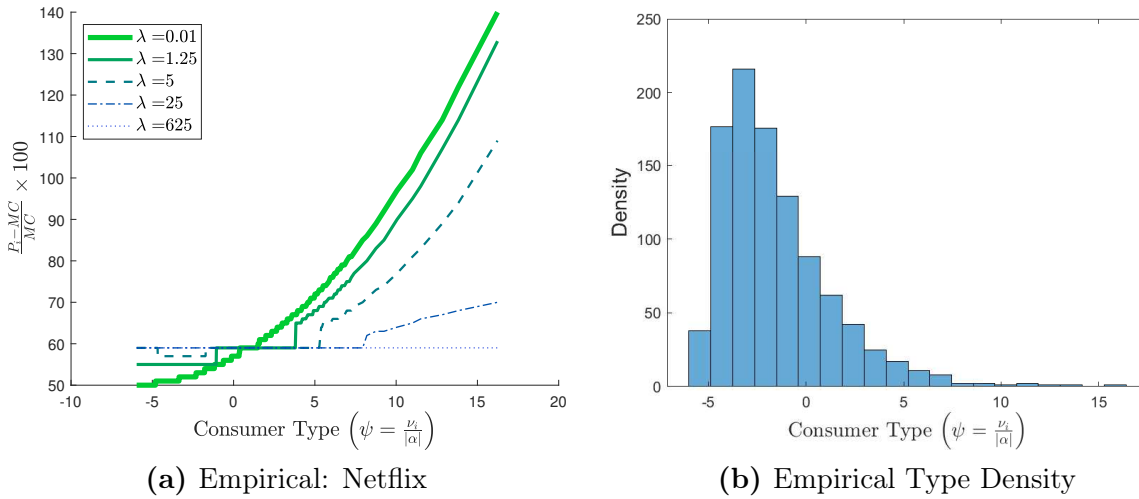 140
130
120
110
100
90
80
70
60
50
-10
-5
0
5
10
15
20
λ =0.01
λ =1.25
λ =5
λ =25
λ =625
P_i−MC / MC × 100
Consumer Type (ψ = ν_i / |α|)
(a) Empirical: Netflix
250
200
150
100
50
0
-5
0
5
10
15
Density
Consumer Type (ψ = ν_i / |α|)
(b) Empirical Type Density